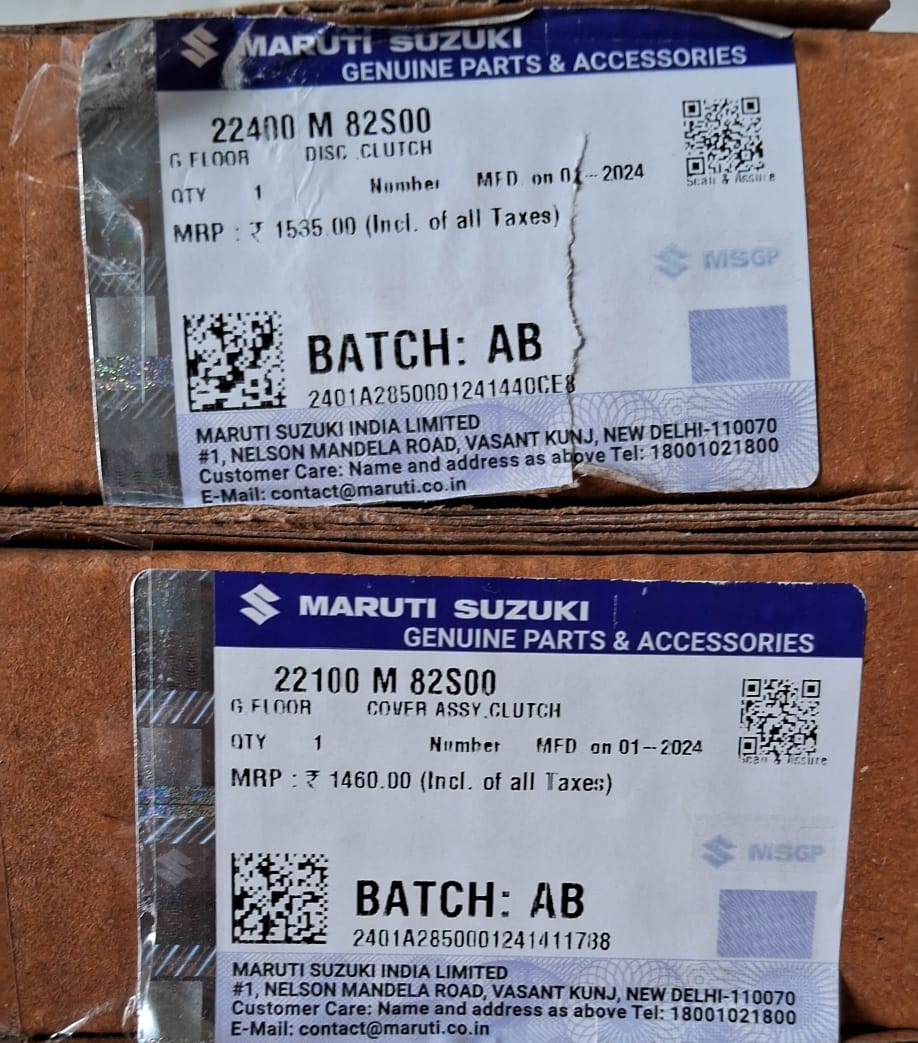 MARUTI SUZUKI
GENUINE PARTS & ACCESSORIES
22400 M 82S00
G.FLOOR DISC .CLUTCH
QTY 1 Number MFD on 01--2024
Scan & Assure
MRP : ₹ 1535.00 (Incl. of all Taxes)
MSGP
BATCH: AB
2401A2850001241440CE8
MARUTI SUZUKI INDIA LIMITED
#1, NELSON MANDELA ROAD, VASANT KUNJ, NEW DELHI-110070
Customer Care: Name and address as above Tel: 18001021800
E-Mail: contact@maruti.co.in
MARUTI SUZUKI
GENUINE PARTS & ACCESSORIES
22100 M 82S00
G.FLOOR COVER ASSY.CLUTCH
QTY 1 Number MFD on 01--2024
Scan & Assure
MRP : ₹ 1460.00 (Incl. of all Taxes)
MSGP
BATCH: AB
2401A2850001241411788
MARUTI SUZUKI INDIA LIMITED
#1, NELSON MANDELA ROAD, VASANT KUNJ, NEW DELHI-110070
Customer Care: Name and address as above Tel: 18001021800
E-Mail: contact@maruti.co.in